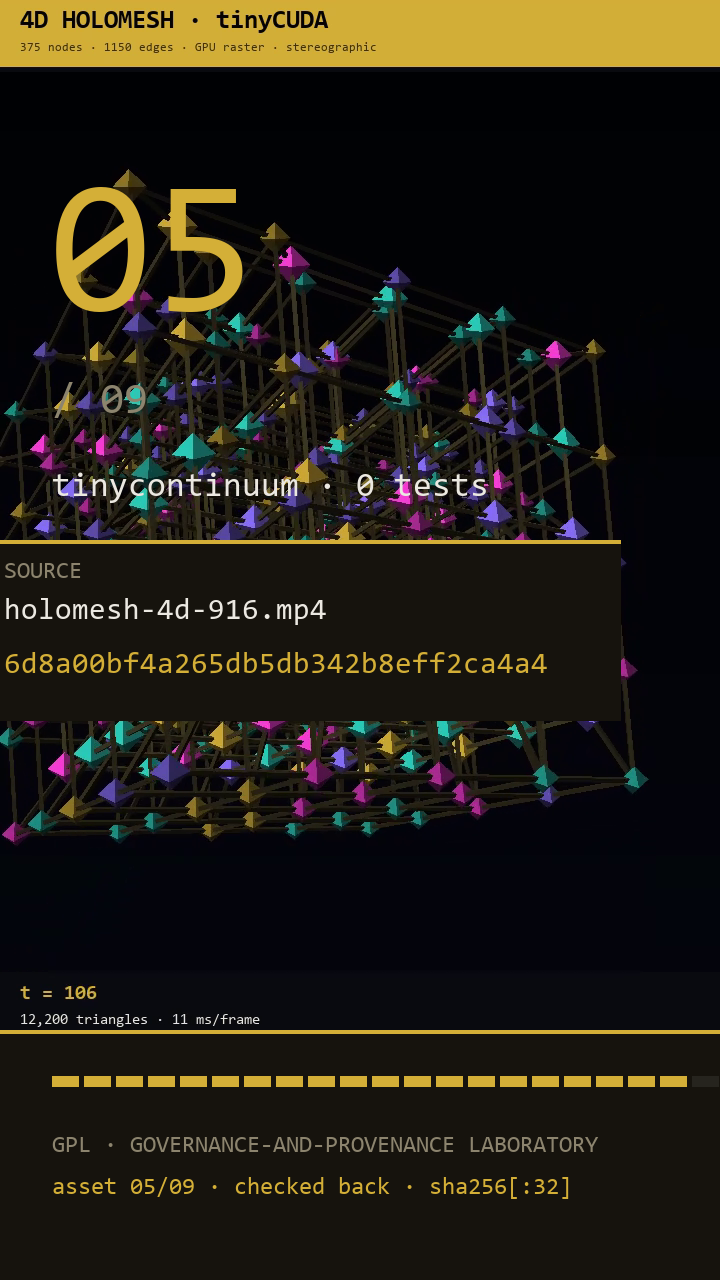 4D HOLOMESH · tinyCUDA
375 nodes · 1150 edges · GPU raster · stereographic
05
/ 09
tinycontinuum · 0 tests
SOURCE
holomesh-4d-916.mp4
6d8a00bf4a265db5db342b8eff2ca4a4
t = 106
12,200 triangles · 11 ms/frame
GPL · GOVERNANCE-AND-PROVENANCE LABORATORY
asset 05/09 · checked back · sha256[:32]